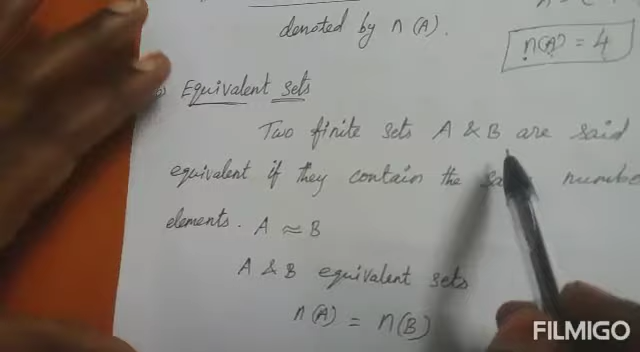 denoted by n(A).
n(A) = 4
Equivalent sets
Two finite sets A & B are said
equivalent if they contain the number
elements. A ≈ B
A & B equivalent sets
n(A) = n(B)
FILMIGO